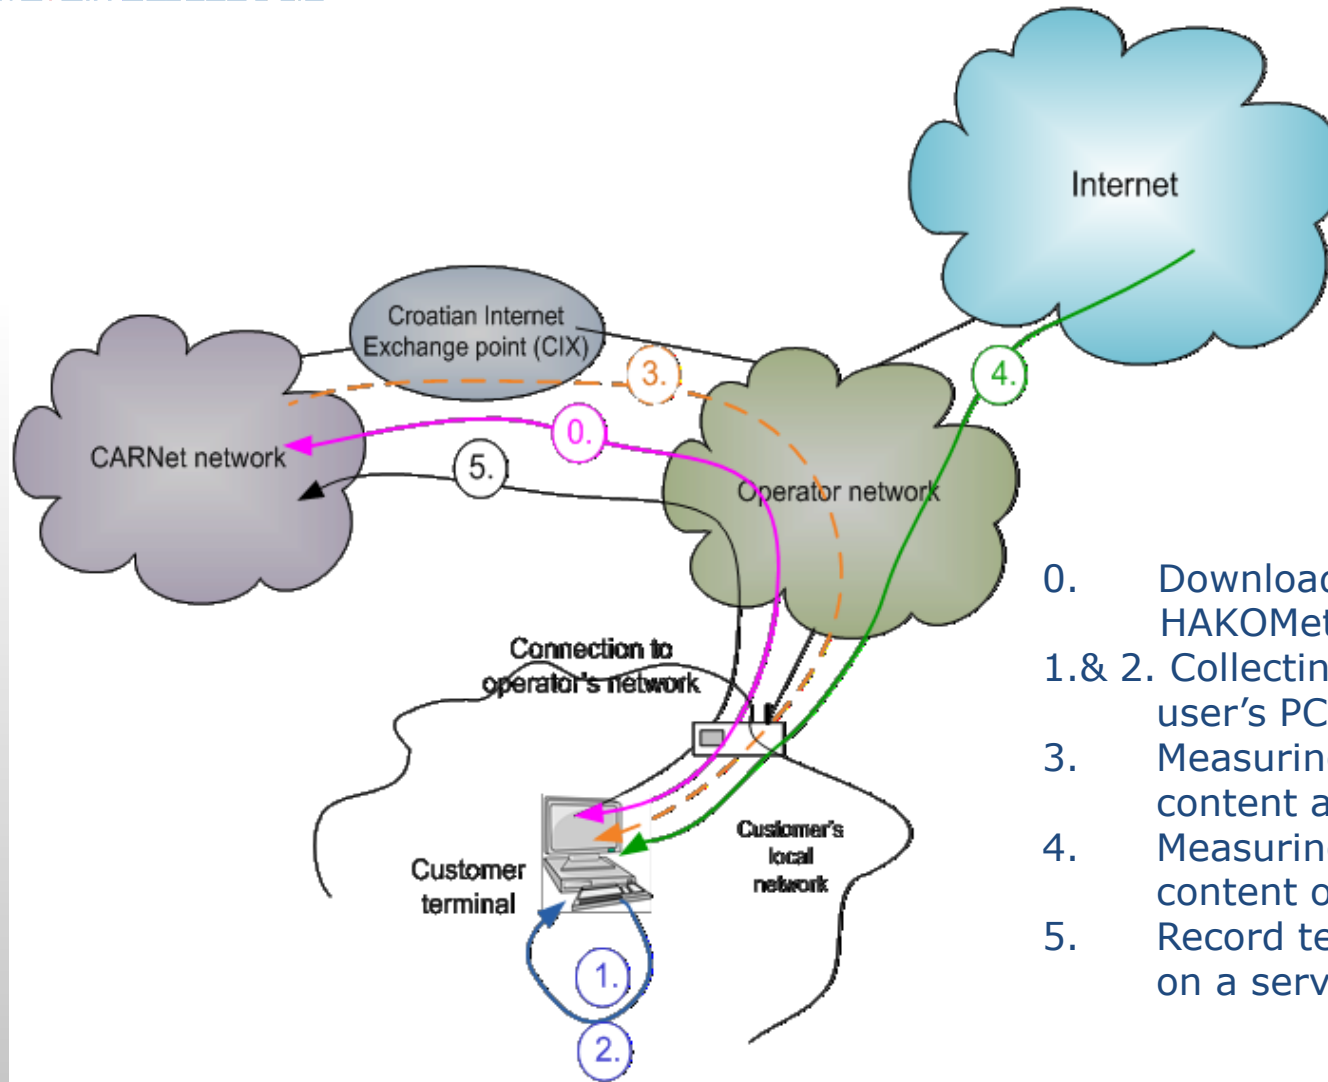 Internet
Croatian Internet
Exchange point (CIX)
3.
4.
0.
CARNet network
5.
Operator network
Connection to
operator's network
Customer's
local
network
Customer
terminal
1.
2.
0. Download
HAKOMet
1.& 2. Collectin
user’s PC
3. Measurin
content a
4. Measurin
content o
5. Record te
on a serv